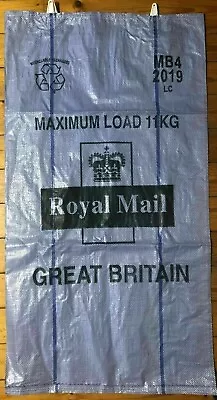 MB4
2019
LC
MAXIMUM LOAD 11KG
Royal Mail
GREAT BRITAIN